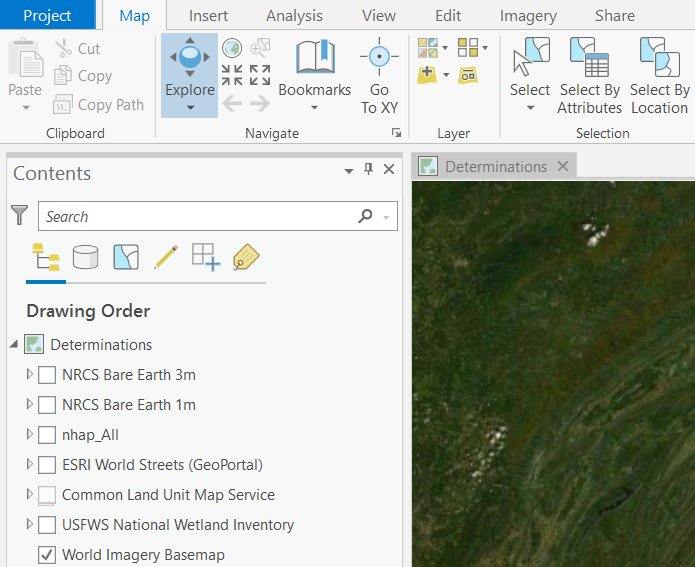 Project Map Insert Analysis View Edit Imagery Share
Paste
Cut
Copy
Copy Path
Clipboard
Explore
Bookmarks
Go
To XY
Navigate
Layer
Select
Select By
Attributes
Select By
Location
Selection
Contents
Search
Drawing Order
Determinations
NRCS Bare Earth 3m
NRCS Bare Earth 1m
nhap_All
ESRI World Streets (GeoPortal)
Common Land Unit Map Service
USFWS National Wetland Inventory
World Imagery Basemap
Determinations